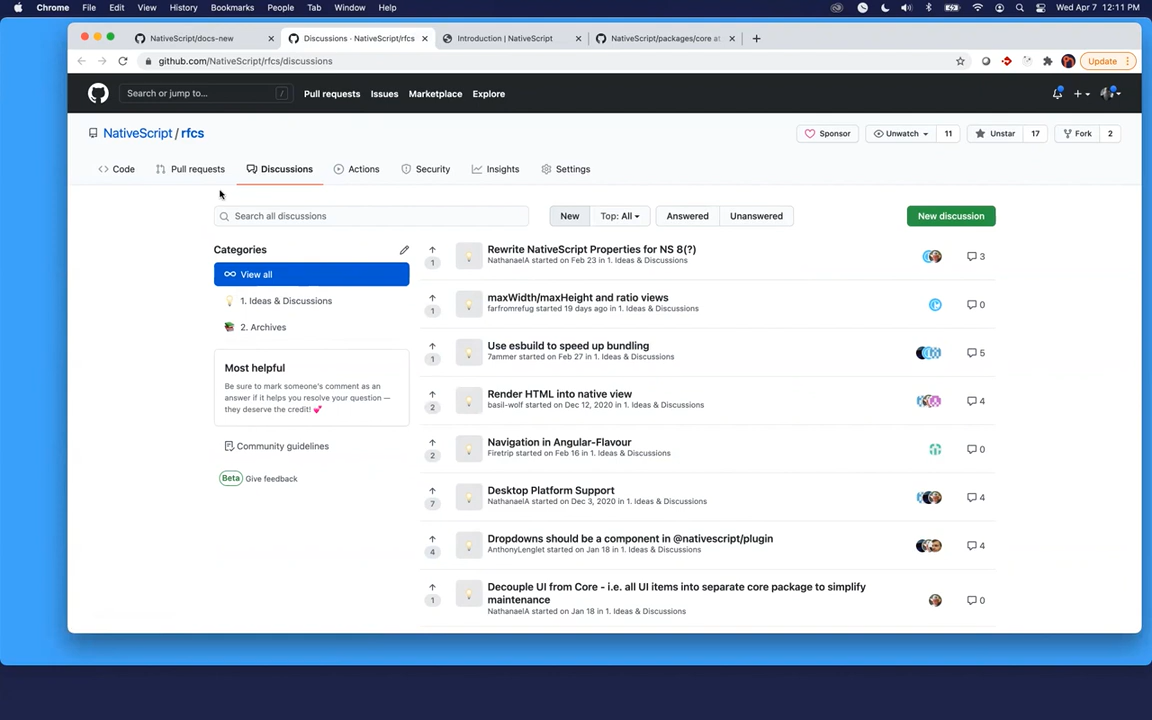 Chrome File Edit View History Bookmarks People Tab Window Help Wed Apr 7 12:11 PM
NativeScript/docs-new Discussions · NativeScript/rfcs Introduction | NativeScript NativeScript/packages/core at
github.com/NativeScript/rfcs/discussions Update
Search or jump to... / Pull requests Issues Marketplace Explore
NativeScript / rfcs Sponsor Unwatch 11 Unstar 17 Fork 2
Code Pull requests Discussions Actions Security Insights Settings
Search all discussions New Top: All Answered Unanswered New discussion
Categories
View all
1. Ideas & Discussions
2. Archives
Most helpful
Be sure to mark someone's comment as an
answer if it helps you resolve your question —
they deserve the credit! 💕
Community guidelines
Beta Give feedback
Rewrite NativeScript Properties for NS 8(?)
1 NathanaelA started on Feb 23 in 1. Ideas & Discussions 3
maxWidth/maxHeight and ratio views
1 farfromrefug started 19 days ago in 1. Ideas & Discussions 0
Use esbuild to speed up bundling
1 7ammer started on Feb 27 in 1. Ideas & Discussions 5
Render HTML into native view
2 basil-wolf started on Dec 12, 2020 in 1. Ideas & Discussions 4
Navigation in Angular-Flavour
2 Firetrip started on Feb 16 in 1. Ideas & Discussions 0
Desktop Platform Support
7 NathanaelA started on Dec 3, 2020 in 1. Ideas & Discussions 4
Dropdowns should be a component in @nativescript/plugin
4 AnthonyLenglet started on Jan 18 in 1. Ideas & Discussions 4
Decouple UI from Core - i.e. all UI items into separate core package to simplify
maintenance
1 NathanaelA started on Jan 18 in 1. Ideas & Discussions 0